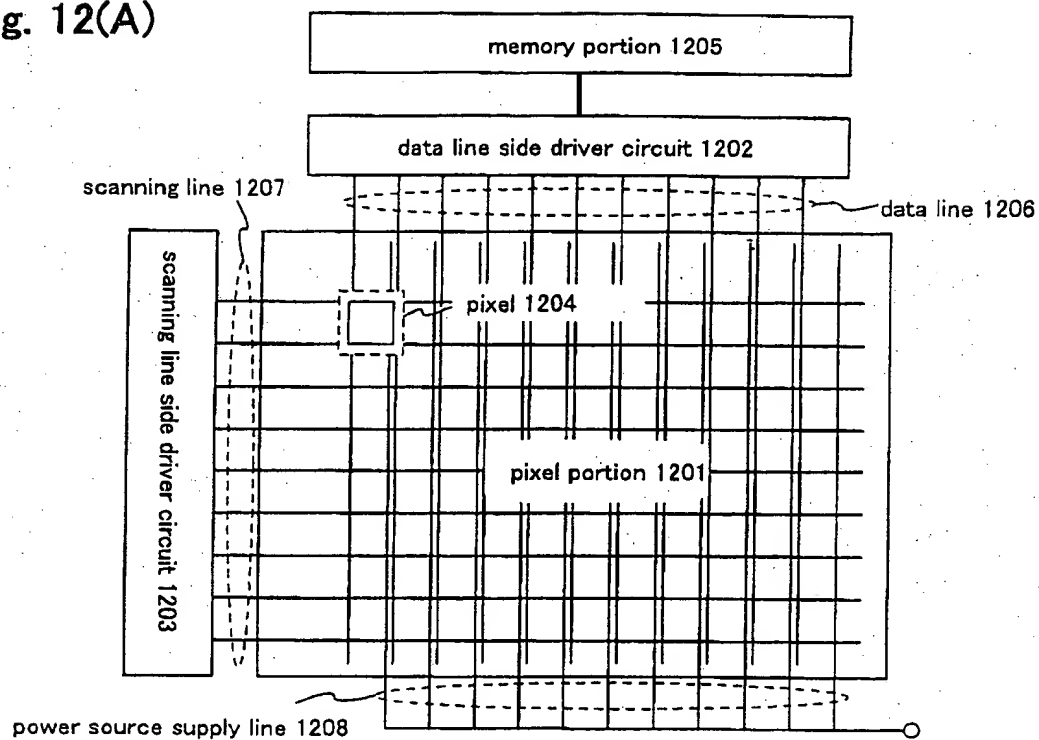 g. 12(A)
memory portion 1205
data line side driver circuit 1202
scanning line 1207
data line 1206
scanning line side driver circuit 1203
pixel 1204
pixel portion 1201
power source supply line 1208